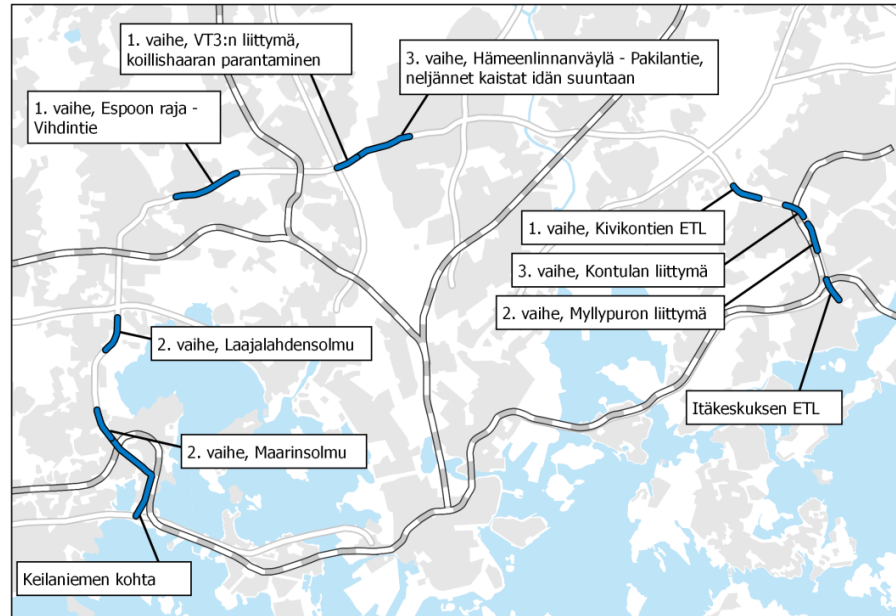 1. vaihe, VT3:n liittymä,
koillishaaran parantaminen
3. vaihe, Hämeenlinnanväylä - Pakilantie,
neljännet kaistat idän suuntaan
1. vaihe, Espoon raja -
Vihdintie
1. vaihe, Kivikontien ETL
3. vaihe, Kontulan liittymä
2. vaihe, Myllypuron liittymä
2. vaihe, Laajalahdensolmu
Itäkeskuksen ETL
2. vaihe, Maarinsolmu
Keilaniemen kohta